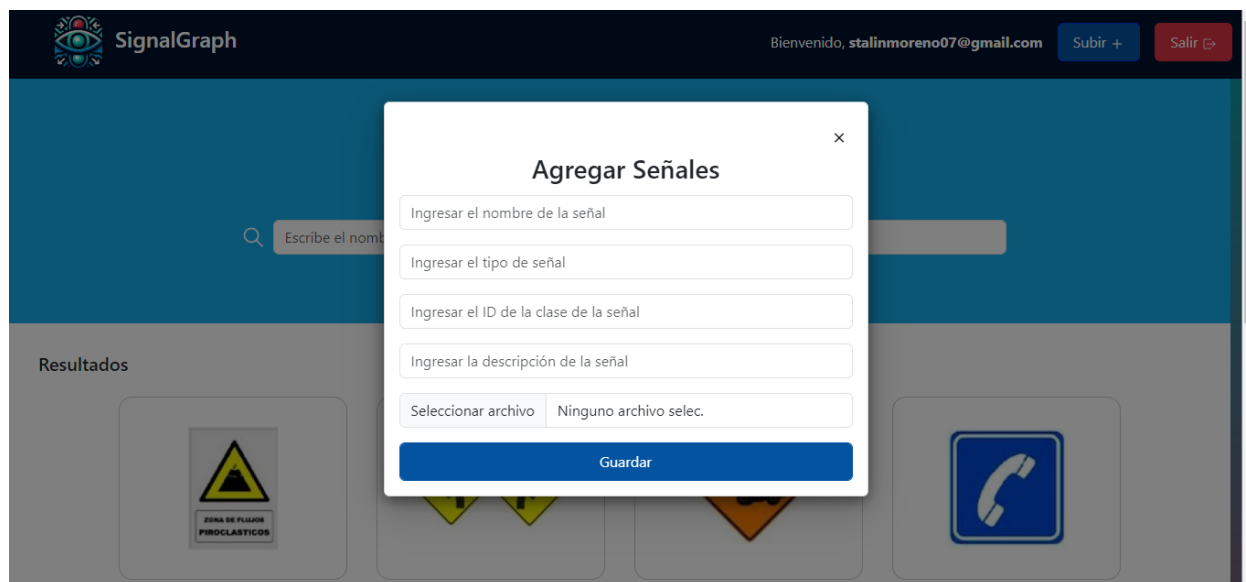 SignalGraph
Bienvenido, stalinmoreno07@gmail.com
Subir +
Salir
Agregar Señales
Ingresar el nombre de la señal
Escribe el nomb
Ingresar el tipo de señal
Ingresar el ID de la clase de la señal
Resultados
Ingresar la descripción de la señal
Seleccionar archivo Ninguno archivo selec.
Guardar
ZONA DE FLUJOS
PIROCLASTICOS